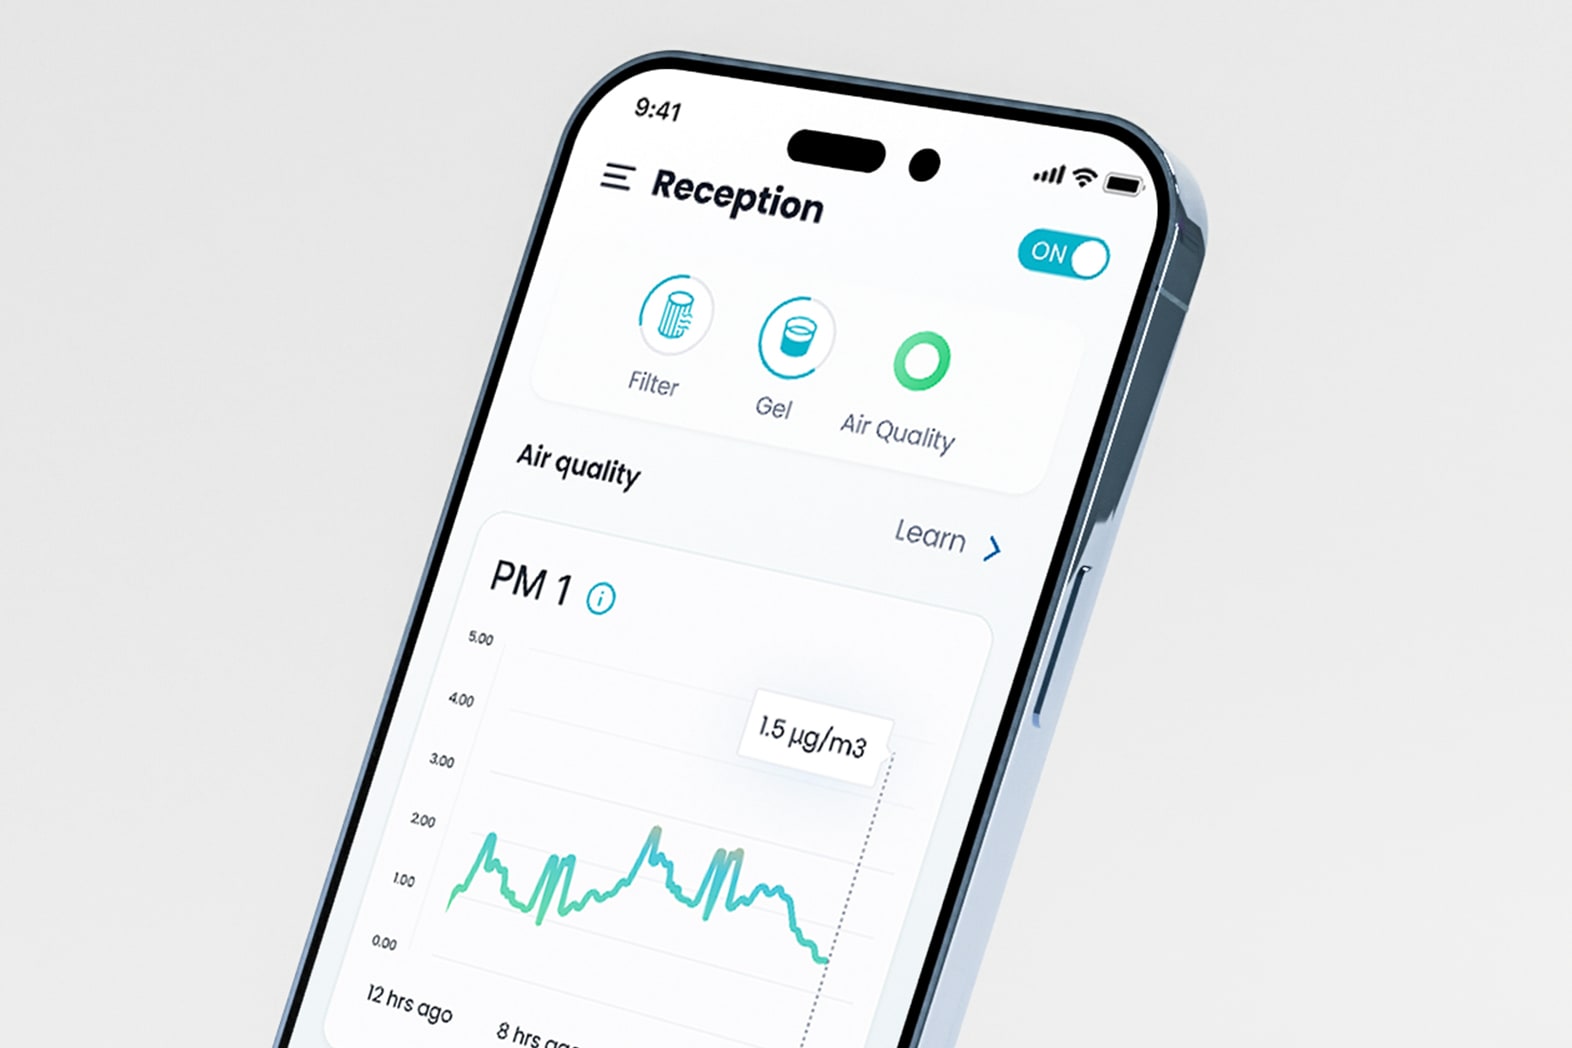 9:41
Reception
ON
Filter
Gel
Air Quality
Air quality
Learn
PM 1
5.00
4.00
1.5 µg/m3
3.00
2.00
1.00
0.00
12 hrs ago
8 hrs